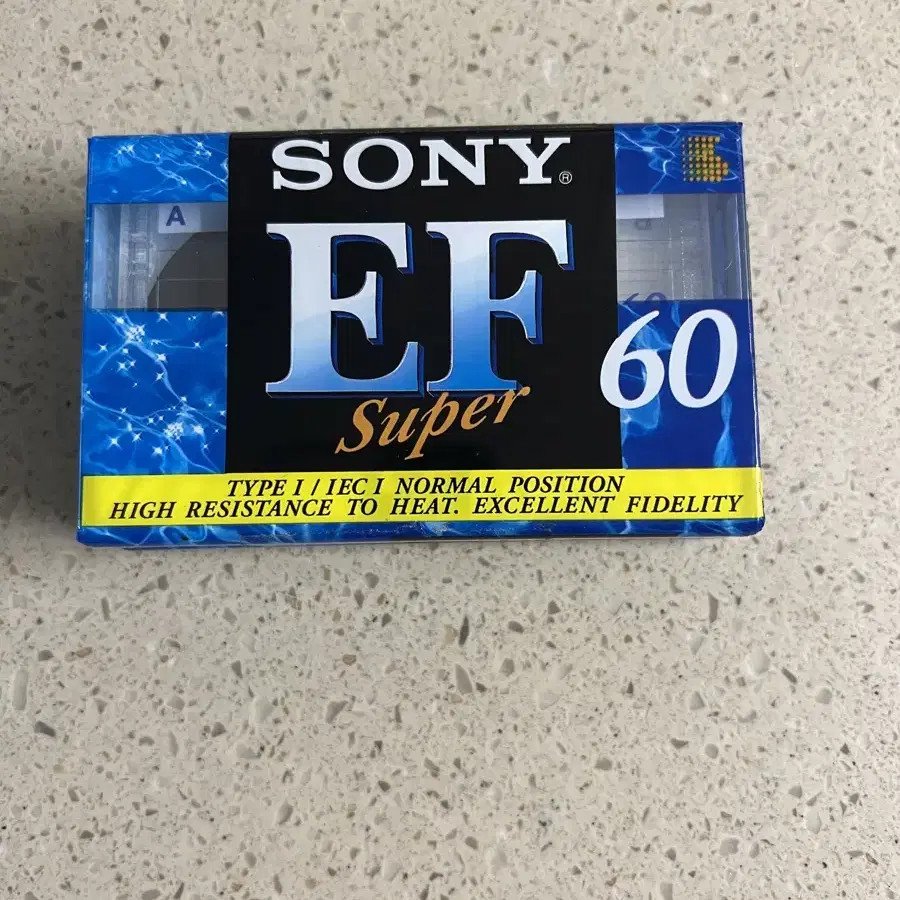 SONY®
A
EF
60
Super
TYPE I / IEC I NORMAL POSITION
HIGH RESISTANCE TO HEAT. EXCELLENT FIDELITY